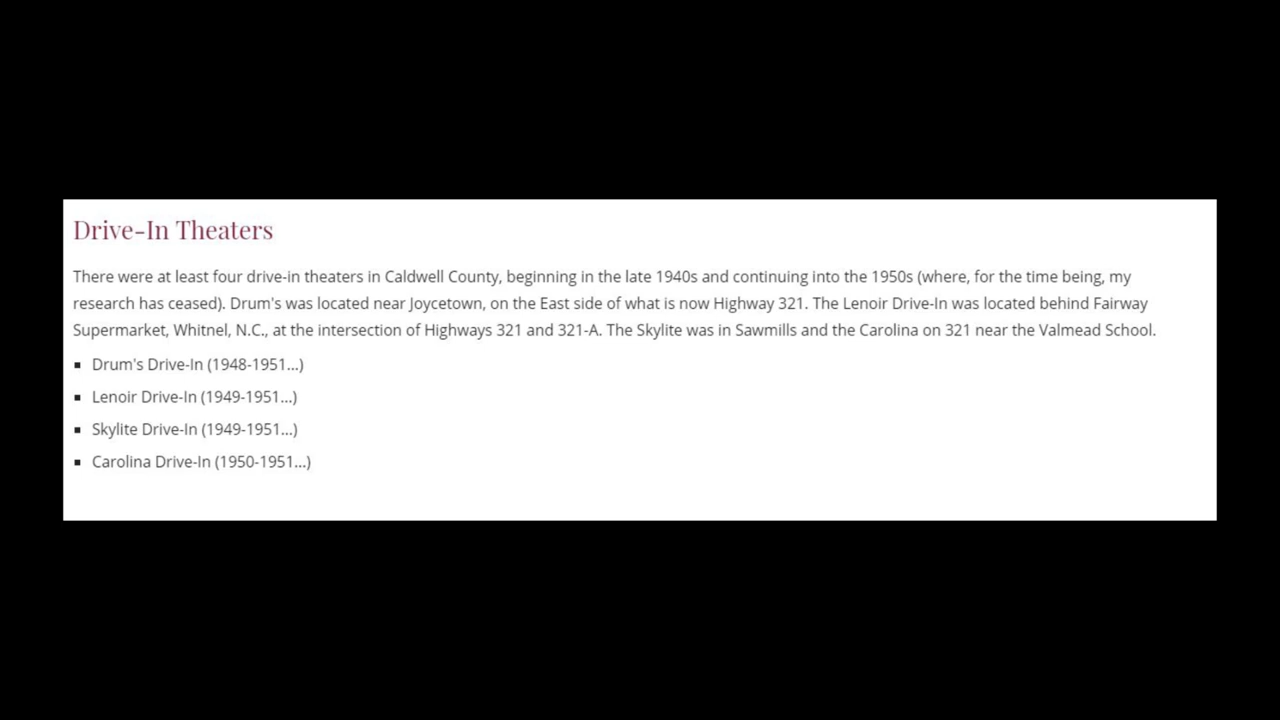 Drive-In Theaters
There were at least four drive-in theaters in Caldwell County, beginning in the late 1940s and continuing into the 1950s (where, for the time being, my
research has ceased). Drum's was located near Joycetown, on the East side of what is now Highway 321. The Lenoir Drive-In was located behind Fairway
Supermarket, Whitnel, N.C., at the intersection of Highways 321 and 321-A. The Skylite was in Sawmills and the Carolina on 321 near the Valmead School.
▪ Drum's Drive-In (1948-1951...)
▪ Lenoir Drive-In (1949-1951...)
▪ Skylite Drive-In (1949-1951...)
▪ Carolina Drive-In (1950-1951...)